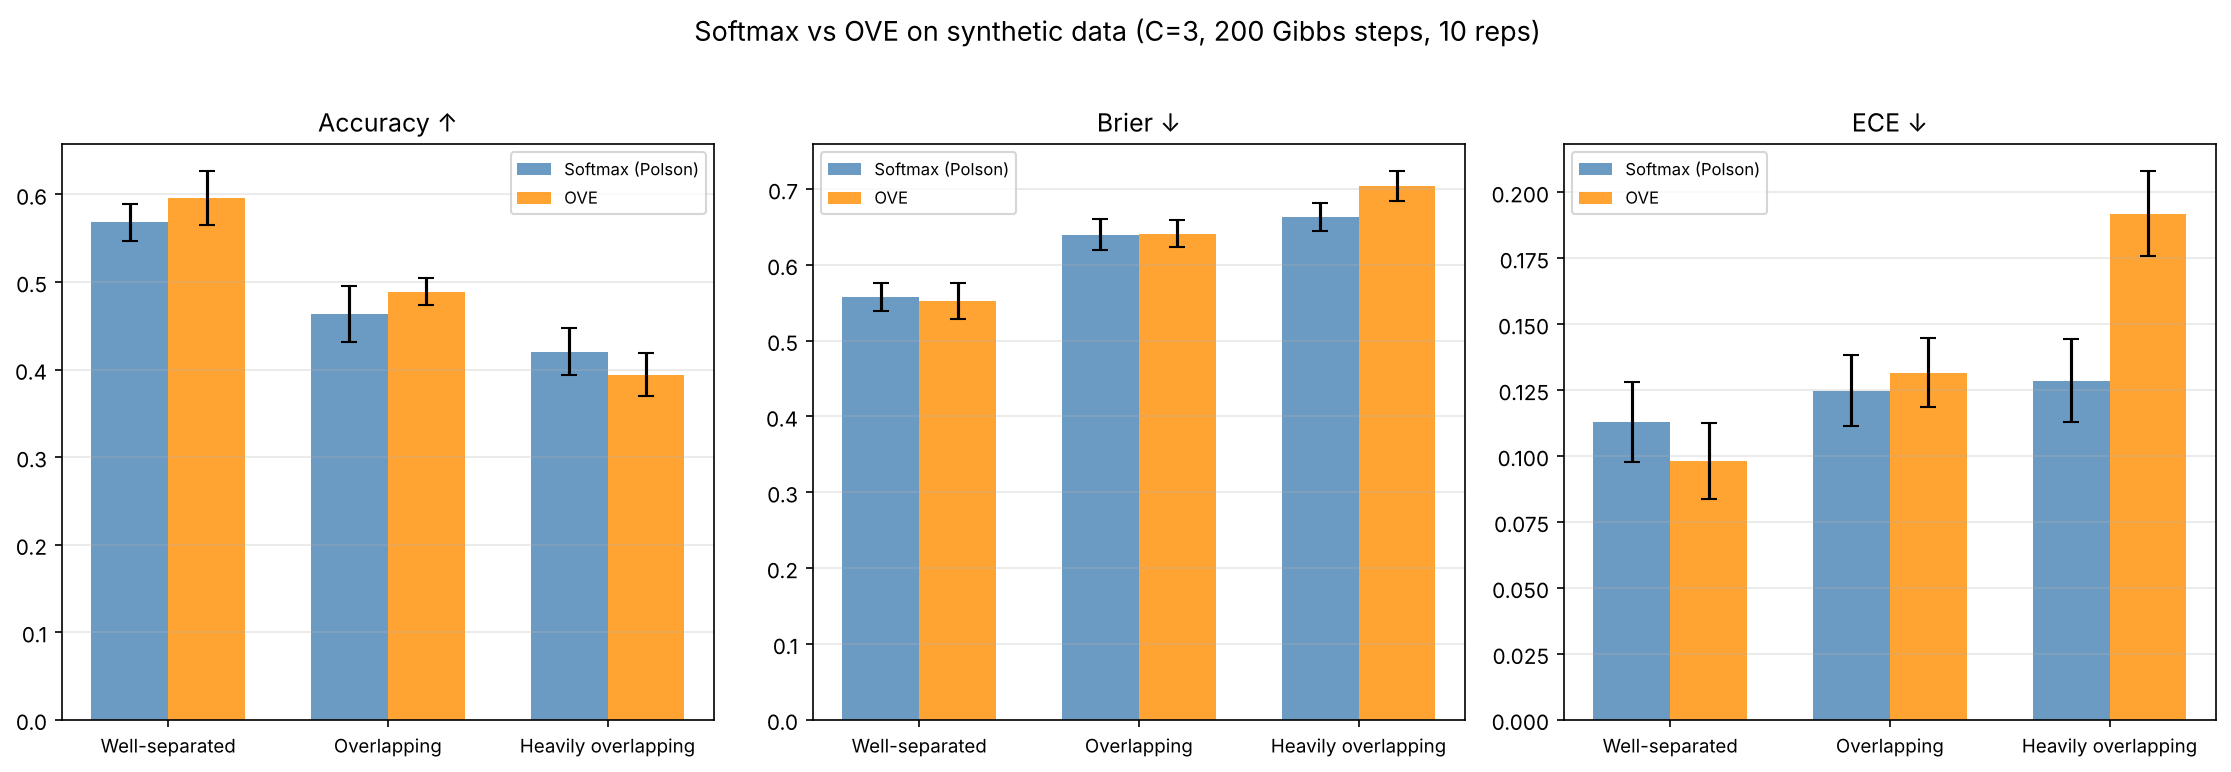 Softmax vs OVE on synthetic data (C=3, 200 Gibbs steps, 10 reps)
Accuracy ↑
Softmax (Polson)
OVE
0.6
0.5
0.4
0.3
0.2
0.1
0.0
Well-separated
Overlapping
Heavily overlapping
Brier ↓
Softmax (Polson)
OVE
0.7
0.6
0.5
0.4
0.3
0.2
0.1
0.0
Well-separated
Overlapping
Heavily overlapping
ECE ↓
Softmax (Polson)
OVE
0.200
0.175
0.150
0.125
0.100
0.075
0.050
0.025
0.000
Well-separated
Overlapping
Heavily overlapping